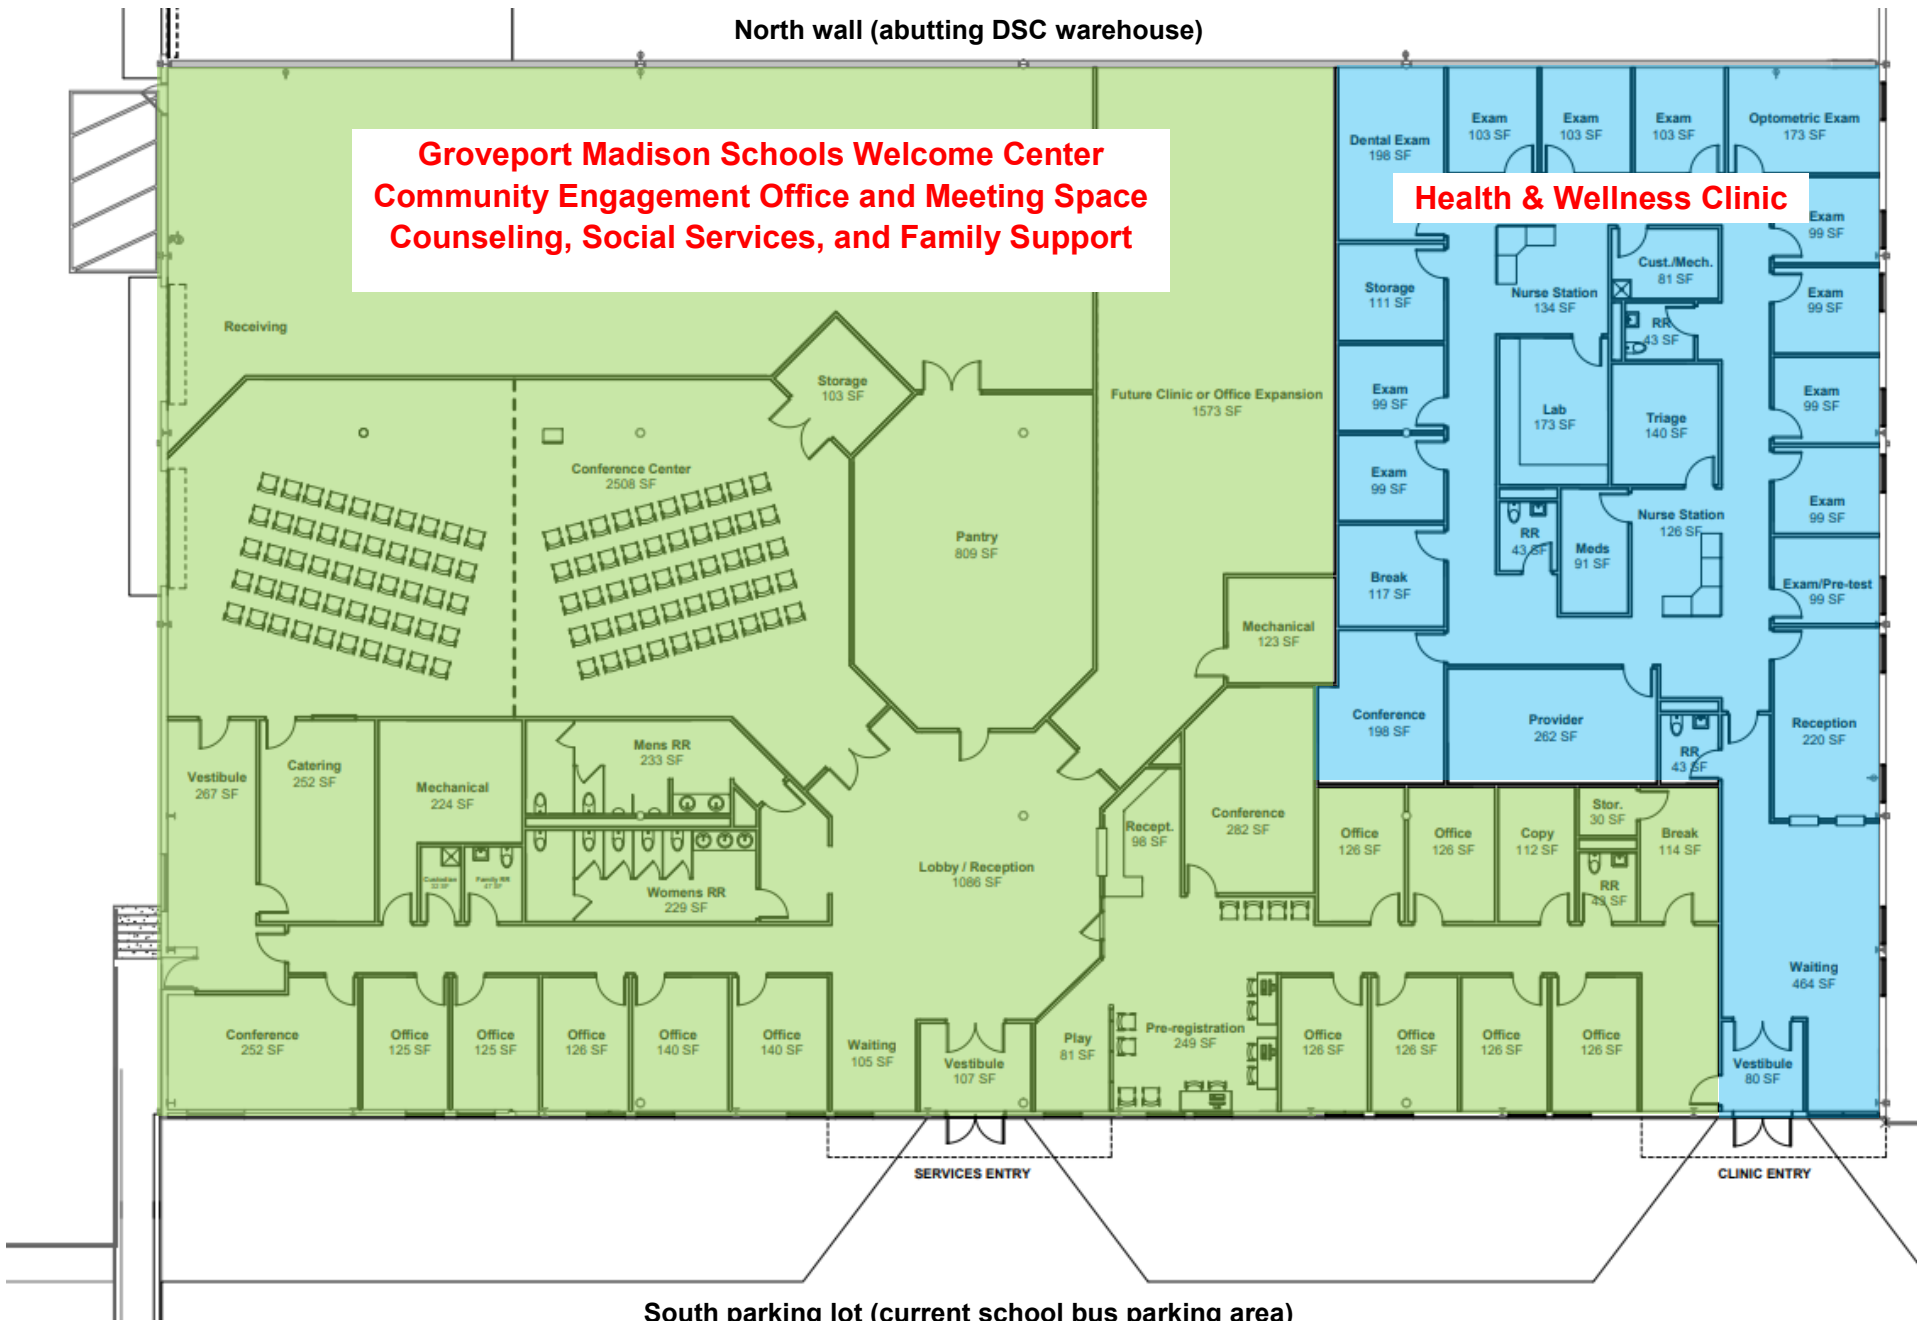 North wall (abutting DSC warehouse)
Groveport Madison Schools Welcome Center
Community Engagement Office and Meeting Space
Counseling, Social Services, and Family Support
Health & Wellness Clinic
Dental Exam
198 SF
Exam
103 SF
Exam
103 SF
Exam
103 SF
Optometric Exam
173 SF
Exam
99 SF
Cust./Mech.
81 SF
Storage
111 SF
Nurse Station
134 SF
Exam
99 SF
RR
43 SF
Receiving
Storage
103 SF
Future Clinic or Office Expansion
1573 SF
Exam
99 SF
Lab
173 SF
Triage
140 SF
Exam
99 SF
Conference Center
2508 SF
Exam
99 SF
Exam
99 SF
Nurse Station
126 SF
Pantry
809 SF
RR
43 SF
Meds
91 SF
Break
117 SF
Exam/Pre-test
99 SF
Mechanical
123 SF
Conference
198 SF
Provider
262 SF
Reception
220 SF
RR
43 SF
Mens RR
233 SF
Vestibule
267 SF
Catering
252 SF
Mechanical
224 SF
Recept.
98 SF
Conference
282 SF
Office
126 SF
Office
126 SF
Copy
112 SF
Stor.
30 SF
Break
114 SF
Lobby / Reception
1086 SF
Custodian
32 SF
Family RR
47 SF
Womens RR
229 SF
RR
43 SF
Waiting
464 SF
Conference
252 SF
Office
125 SF
Office
125 SF
Office
126 SF
Office
140 SF
Office
140 SF
Waiting
105 SF
Vestibule
107 SF
Play
81 SF
Pre-registration
249 SF
Office
126 SF
Office
126 SF
Office
126 SF
Office
126 SF
Vestibule
80 SF
SERVICES ENTRY
CLINIC ENTRY
South parking lot (current school bus parking area)